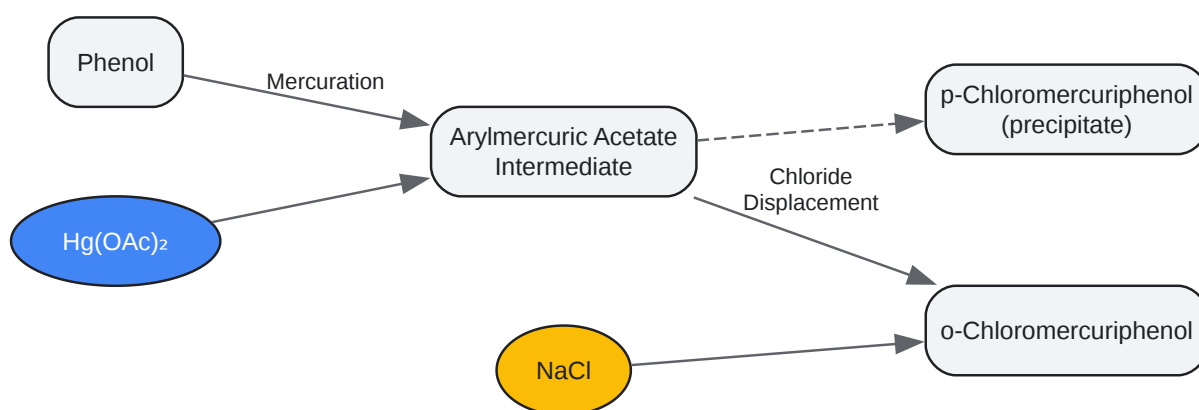 Phenol
Mercuration
Hg(OAc)₂
Arylmercuric Acetate
Intermediate
p-Chloromercuriphenol
(precipitate)
Chloride
Displacement
NaCl
o-Chloromercuriphenol